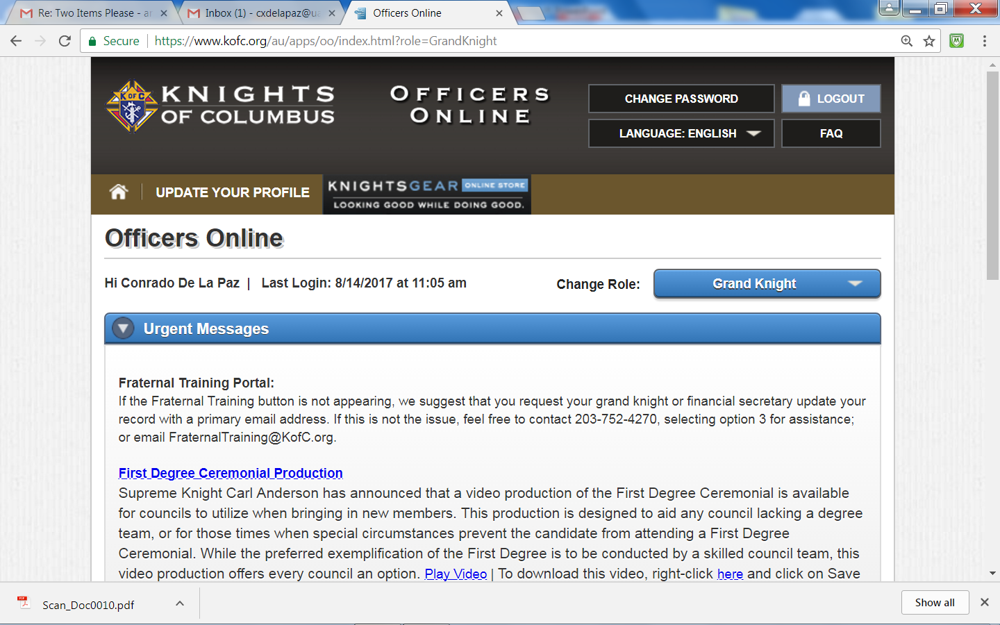 Re: Two Items Please - ar
Inbox (1) - cxdelapaz@ua
Officers Online
Secure
https://www.kofc.org/au/apps/oo/index.html?role=GrandKnight
K OF C
KNIGHTS
OF COLUMBUS
OFFICERS
ONLINE
CHANGE PASSWORD
LOGOUT
LANGUAGE: ENGLISH
FAQ
UPDATE YOUR PROFILE
KNIGHTSGEAR ONLINE STORE
LOOKING GOOD WHILE DOING GOOD.
Officers Online
Hi Conrado De La Paz | Last Login: 8/14/2017 at 11:05 am
Change Role:
Grand Knight
Urgent Messages
Fraternal Training Portal:
If the Fraternal Training button is not appearing, we suggest that you request your grand knight or financial secretary update your
record with a primary email address. If this is not the issue, feel free to contact 203-752-4270, selecting option 3 for assistance;
or email FraternalTraining@KofC.org.
First Degree Ceremonial Production
Supreme Knight Carl Anderson has announced that a video production of the First Degree Ceremonial is available
for councils to utilize when bringing in new members. This production is designed to aid any council lacking a degree
team, or for those times when special circumstances prevent the candidate from attending a First Degree
Ceremonial. While the preferred exemplification of the First Degree is to be conducted by a skilled council team, this
video production offers every council an option. Play Video | To download this video, right-click here and click on Save
Scan_Doc0010.pdf
Show all